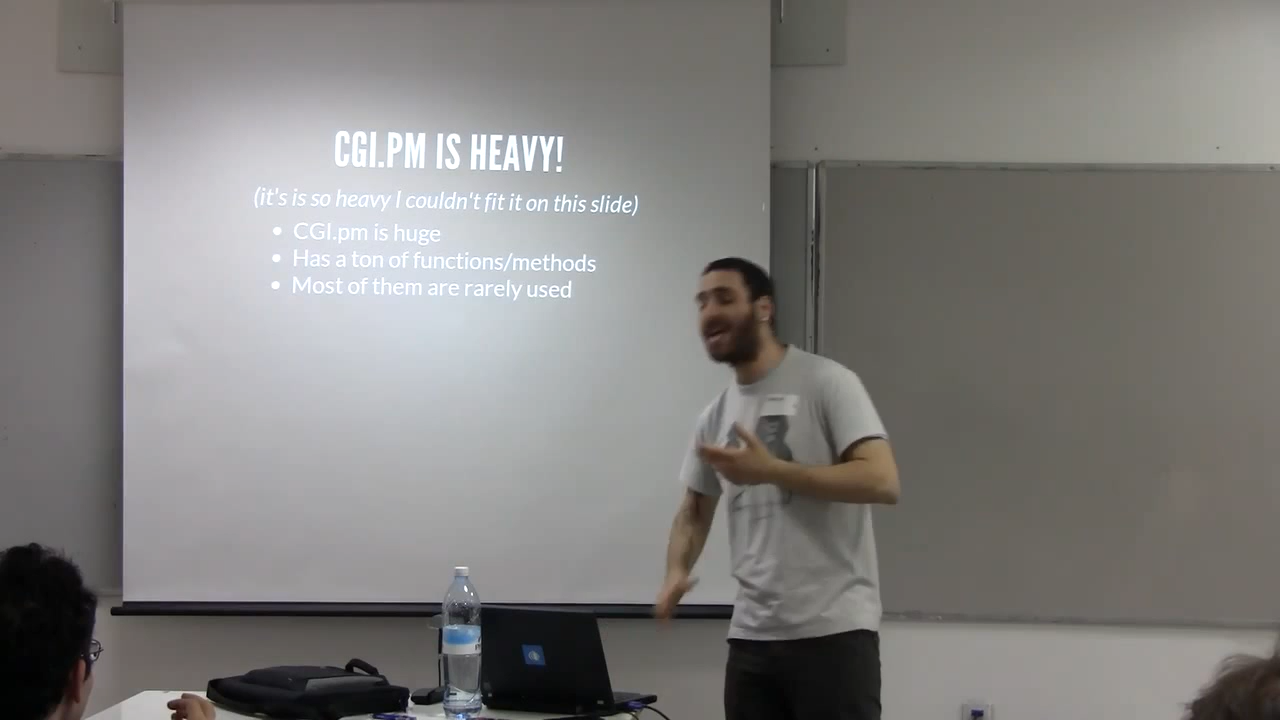 CGI.PM IS HEAVY!
(it's is so heavy I couldn't fit it on this slide)
• CGI.pm is huge
• Has a ton of functions/methods
• Most of them are rarely used